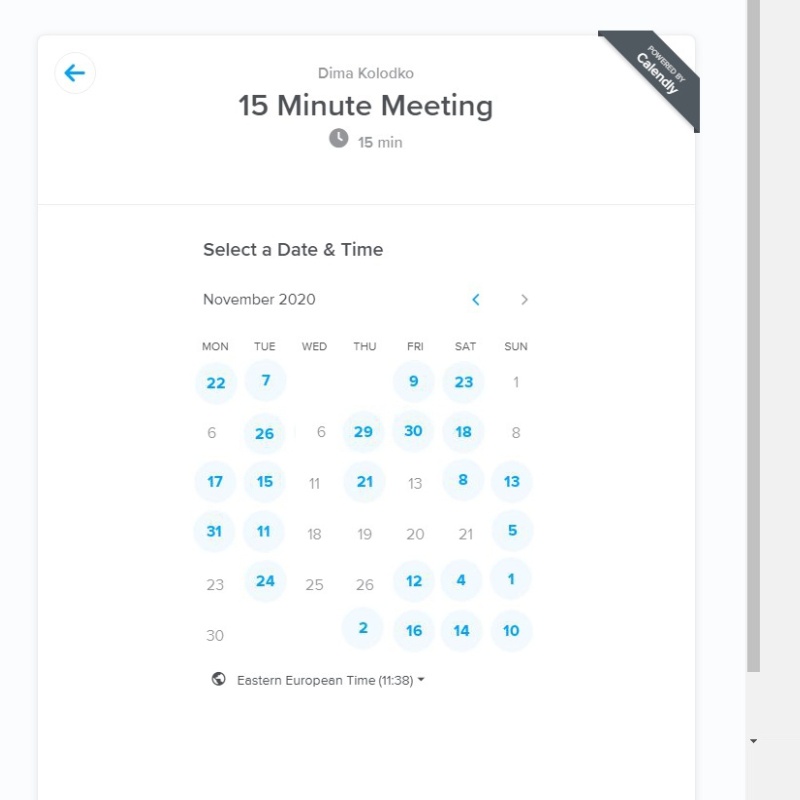 POWERED BY
Calendly
Dima Kolodko
15 Minute Meeting
15 min
Select a Date & Time
November 2020
MON TUE WED THU FRI SAT SUN
22 7 9 23 1
6 26 6 29 30 18 8
17 15 11 21 13 8 13
31 11 18 19 20 21 5
23 24 25 26 12 4 1
30 2 16 14 10
Eastern European Time (11:38)